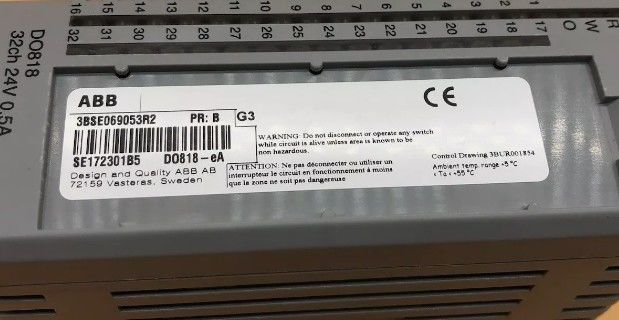 16 15 14 13 12 11 10 9 8 7 6 5 4 3 2 1 R
32 31 30 29 28 27 26 25 24 23 22 21 20 19 18 17 O W
DO818
32ch 24V 0.5A
ABB
3BSE069053R2 PR: B G3
SE172301B5 DO818-eA
Design and Quality ABB AB
72159 Vasteras, Sweden
WARNING: Do not disconnect or operate any switch
while circuit is alive unless area is known to be
non hazardous.
ATTENTION: Ne pas déconnecter ou utiliser un
interrupteur le circuit en fonctionnement à moins
que le zone ne soit pas dangereuse
CE
Control Drawing 3BUR001854
Ambient temp. range +5 °C
< Ta < +55 °C